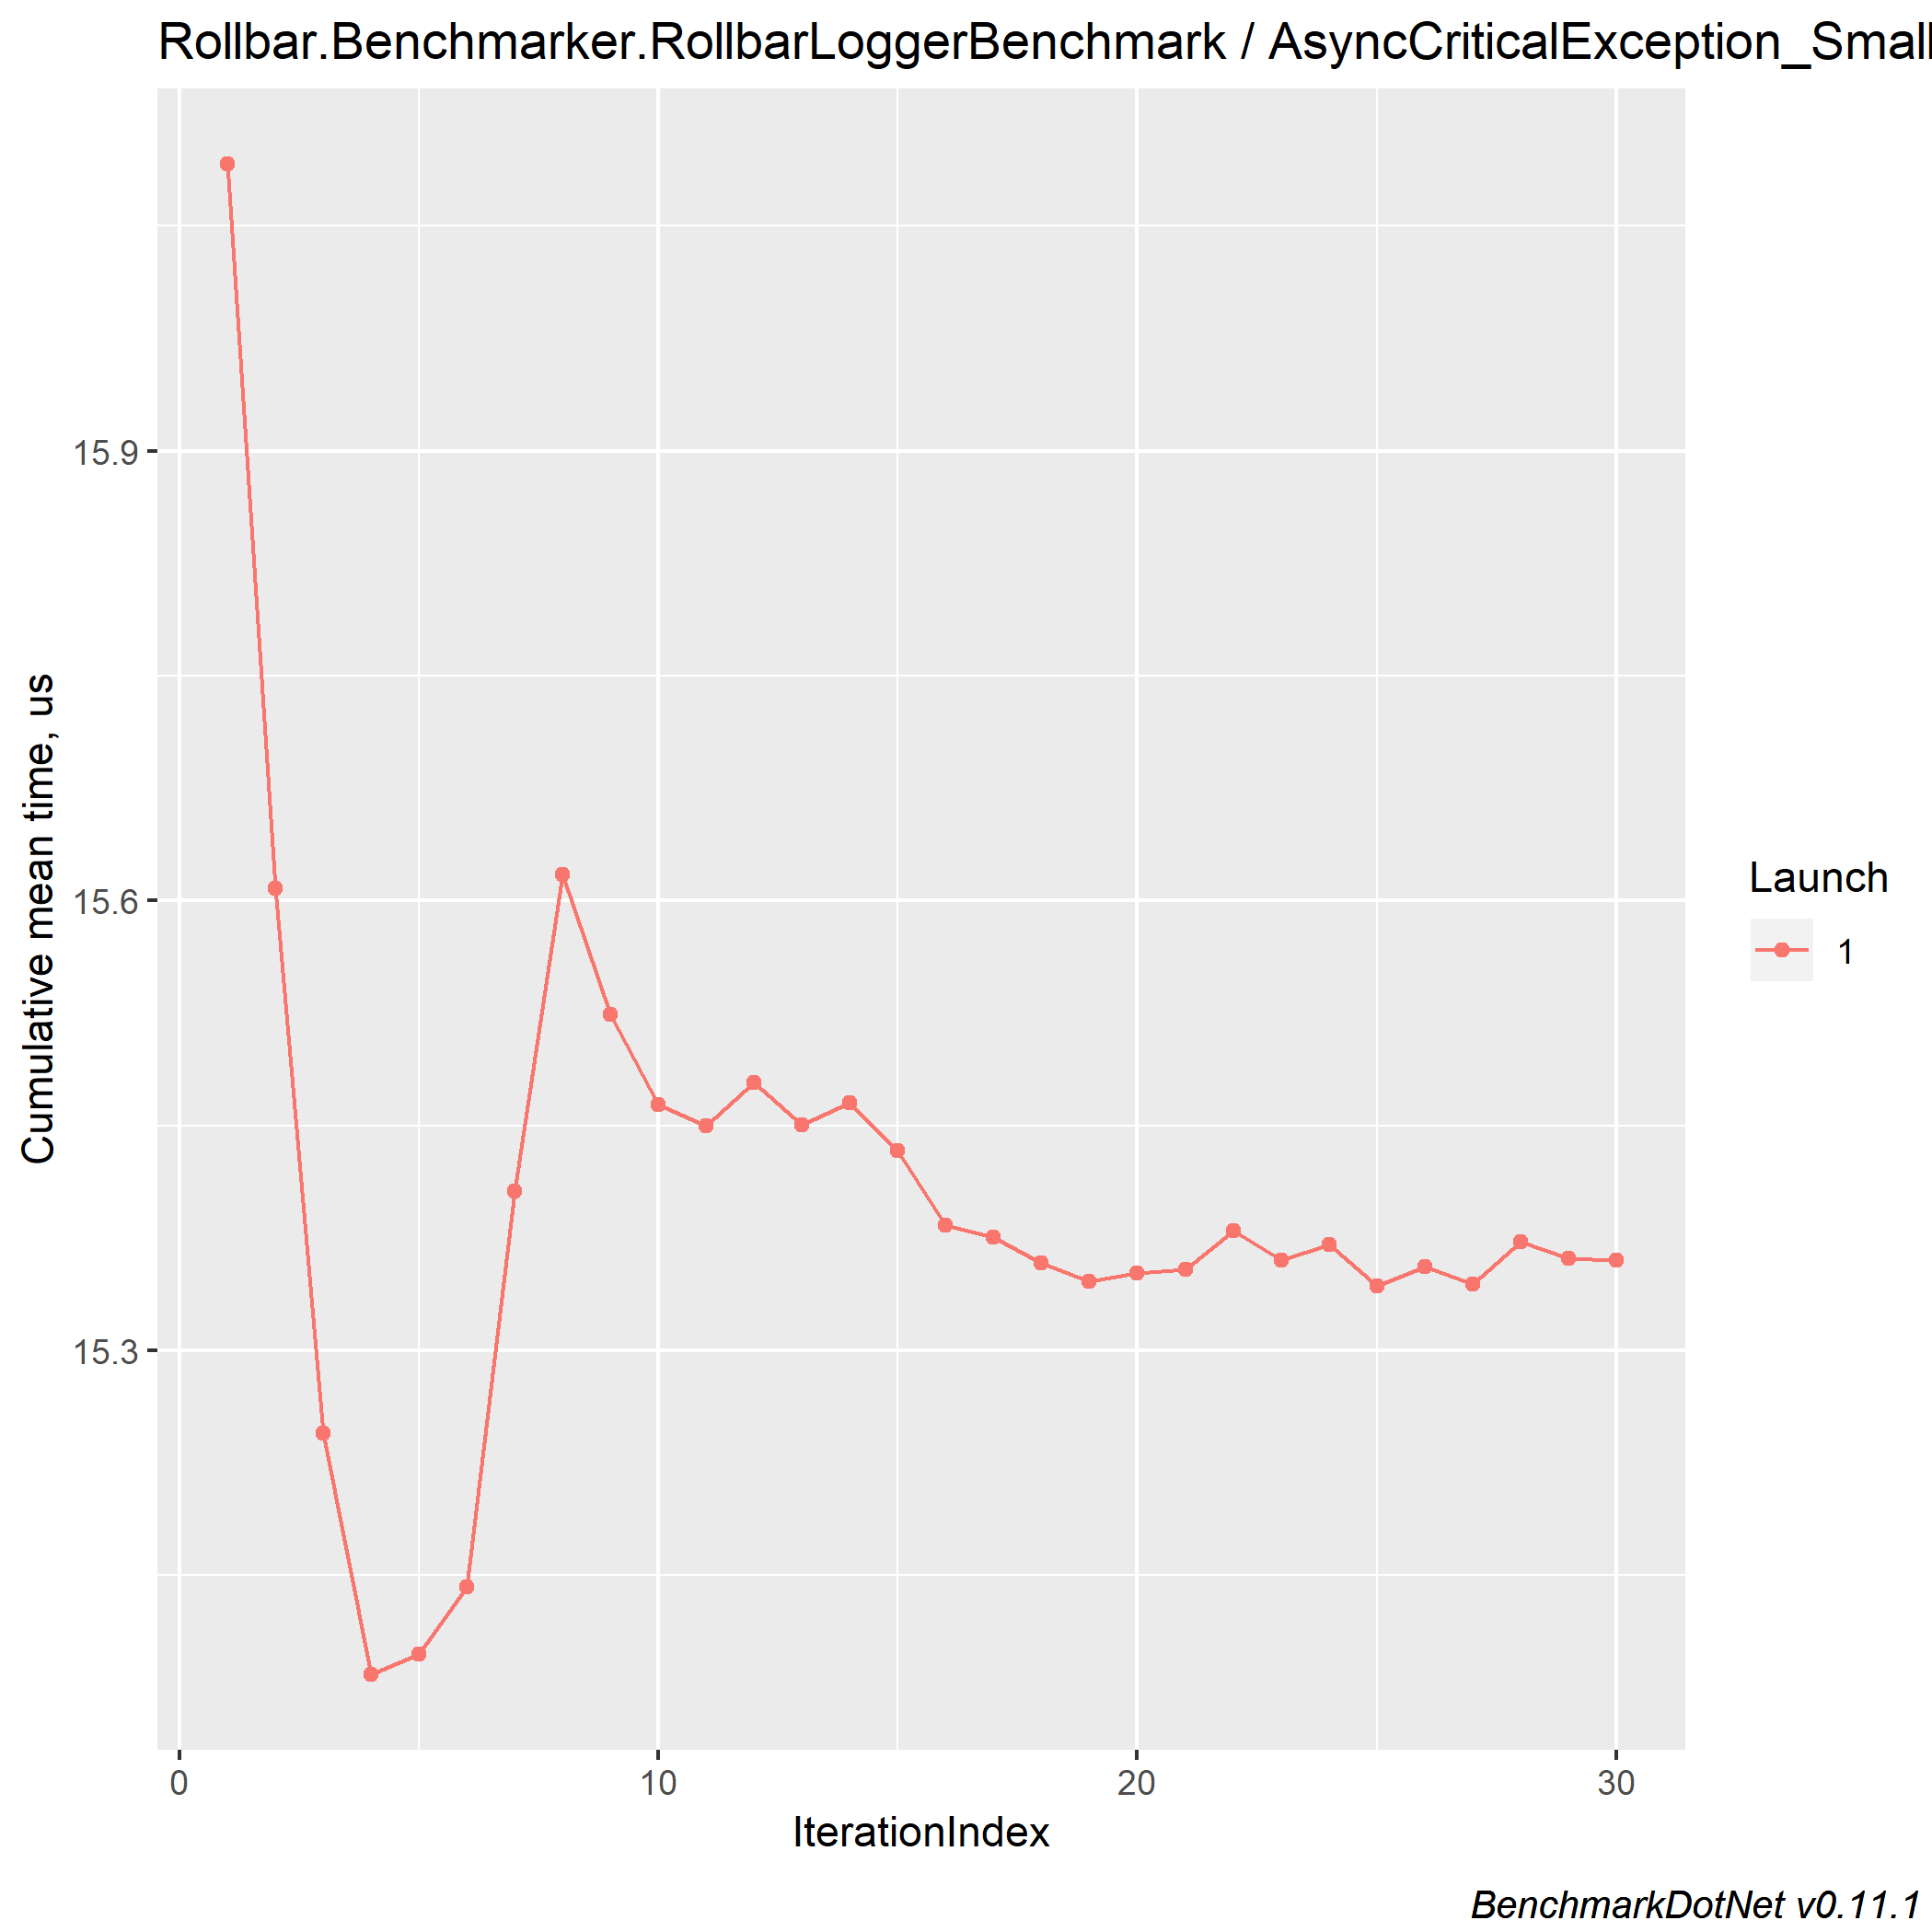 Rollbar.Benchmarker.RollbarLoggerBenchmark / AsyncCriticalException_Small
Cumulative mean time, us
15.9
15.6
15.3
0 10 20 30
IterationIndex
Launch
1
BenchmarkDotNet v0.11.1